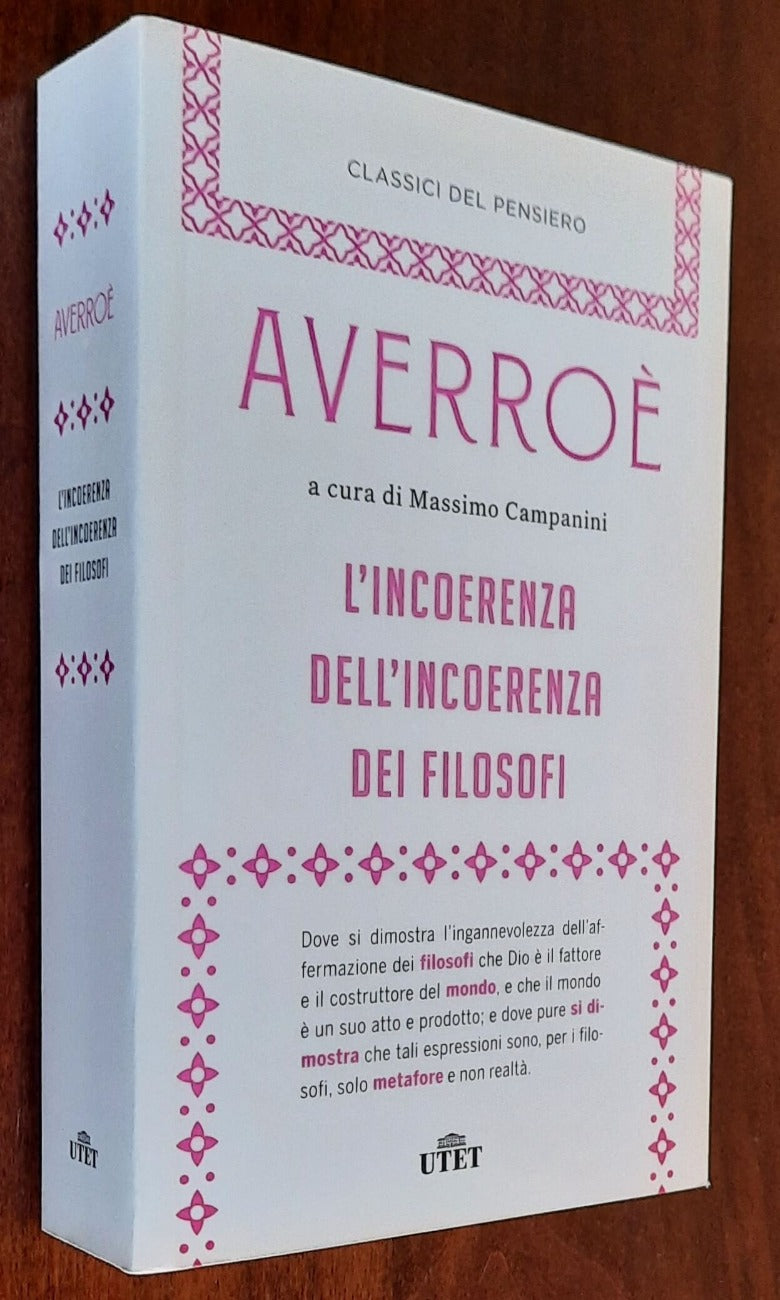 AVERROÈ
L'INCOERENZA
DELL'INCOERENZA
DEI FILOSOFI
UTET
CLASSICI DEL PENSIERO
AVERROÈ
a cura di Massimo Campanini
L'INCOERENZA
DELL'INCOERENZA
DEI FILOSOFI
Dove si dimostra l'ingannevolezza dell'af-
fermazione dei filosofi che Dio è il fattore
e il costruttore del mondo, e che il mondo
è un suo atto e prodotto; e dove pure si di-
mostra che tali espressioni sono, per i filo-
sofi, solo metafore e non realtà.
UTET